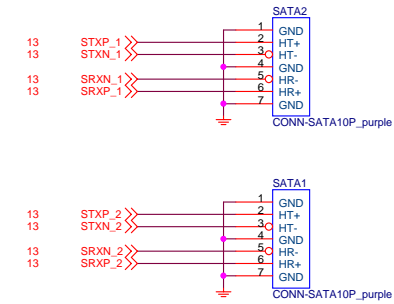 SATA2
1 GND
13 STXP_1 2 HT+
13 STXN_1 3 HT-
4 GND
13 SRXN_1 5 HR-
13 SRXP_1 6 HR+
7 GND
CONN-SATA10P_purple
SATA1
1 GND
13 STXP_2 2 HT+
13 STXN_2 3 HT-
4 GND
13 SRXN_2 5 HR-
13 SRXP_2 6 HR+
7 GND
CONN-SATA10P_purple